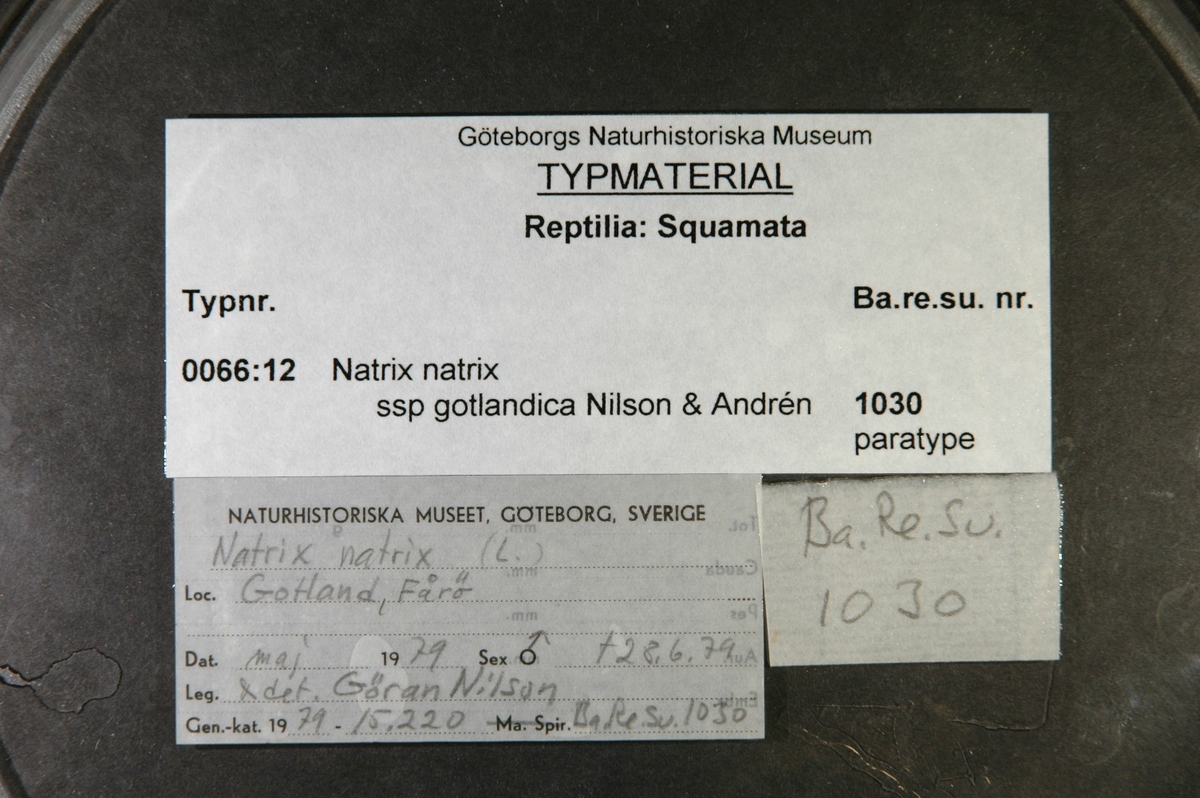 Göteborgs Naturhistoriska Museum
TYPMATERIAL
Reptilia: Squamata
Typnr. Ba.re.su. nr.
0066:12 Natrix natrix
ssp gotlandica Nilson & Andrén 1030
paratype
NATURHISTORISKA MUSEET, GÖTEBORG, SVERIGE
Natrix natrix (L.)
Loc. Gotland, Fårö
Dat. maj 1979 Sex ♂ †28.6.79
Leg. & det. Göran Nilson
Gen.-kat. 1979 - 15.220 Ma. Spir. Ba.Re.Su. 1030
Ba.Re.Su.
1030